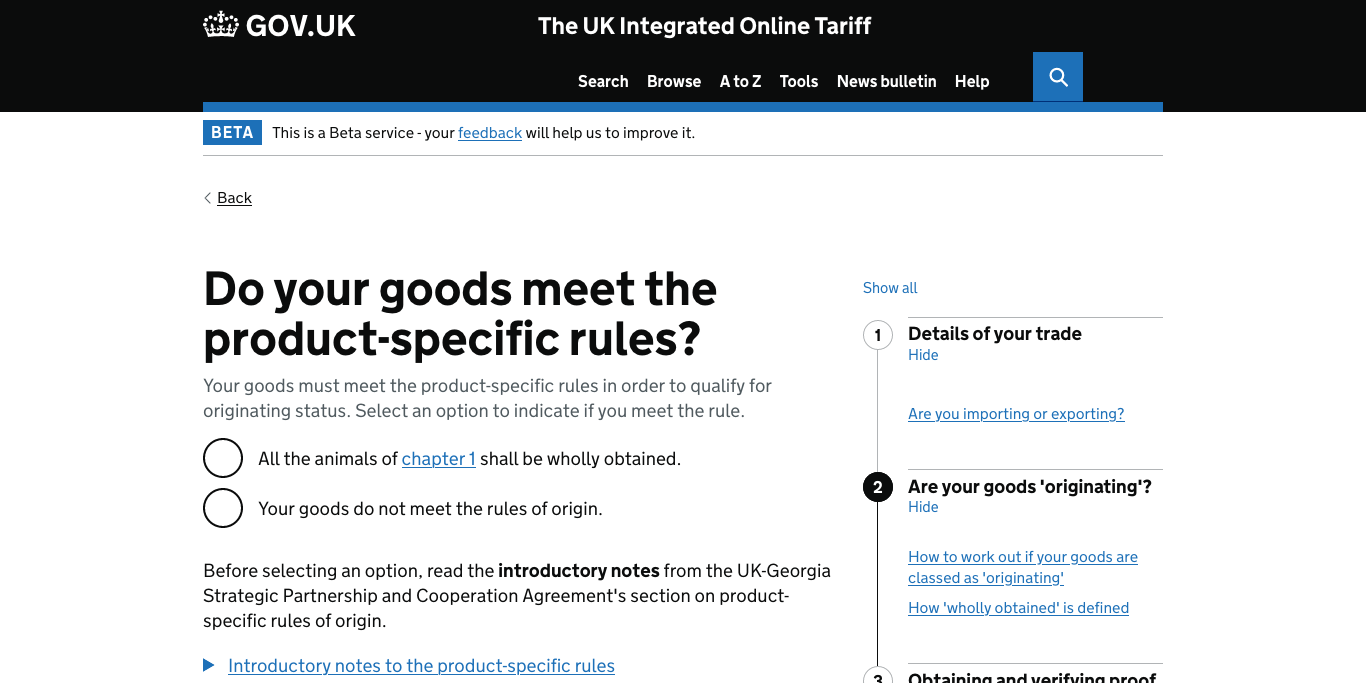 GOV.UK
The UK Integrated Online Tariff
Search Browse A to Z Tools News bulletin Help
BETA This is a Beta service - your feedback will help us to improve it.
Back
Do your goods meet the
product-specific rules?
Your goods must meet the product-specific rules in order to qualify for
originating status. Select an option to indicate if you meet the rule.
All the animals of chapter 1 shall be wholly obtained.
Your goods do not meet the rules of origin.
Before selecting an option, read the introductory notes from the UK-Georgia
Strategic Partnership and Cooperation Agreement's section on product-
specific rules of origin.
Introductory notes to the product-specific rules
Show all
1 Details of your trade
Hide
Are you importing or exporting?
2 Are your goods 'originating'?
Hide
How to work out if your goods are
classed as 'originating'
How 'wholly obtained' is defined
3 Obtaining and verifying proof